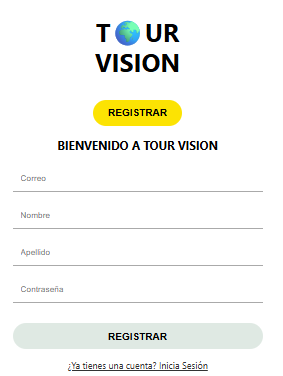 T UR
VISION
REGISTRAR
BIENVENIDO A TOUR VISION
Correo
Nombre
Apellido
Contraseña
REGISTRAR
¿Ya tienes una cuenta? Inicia Sesión